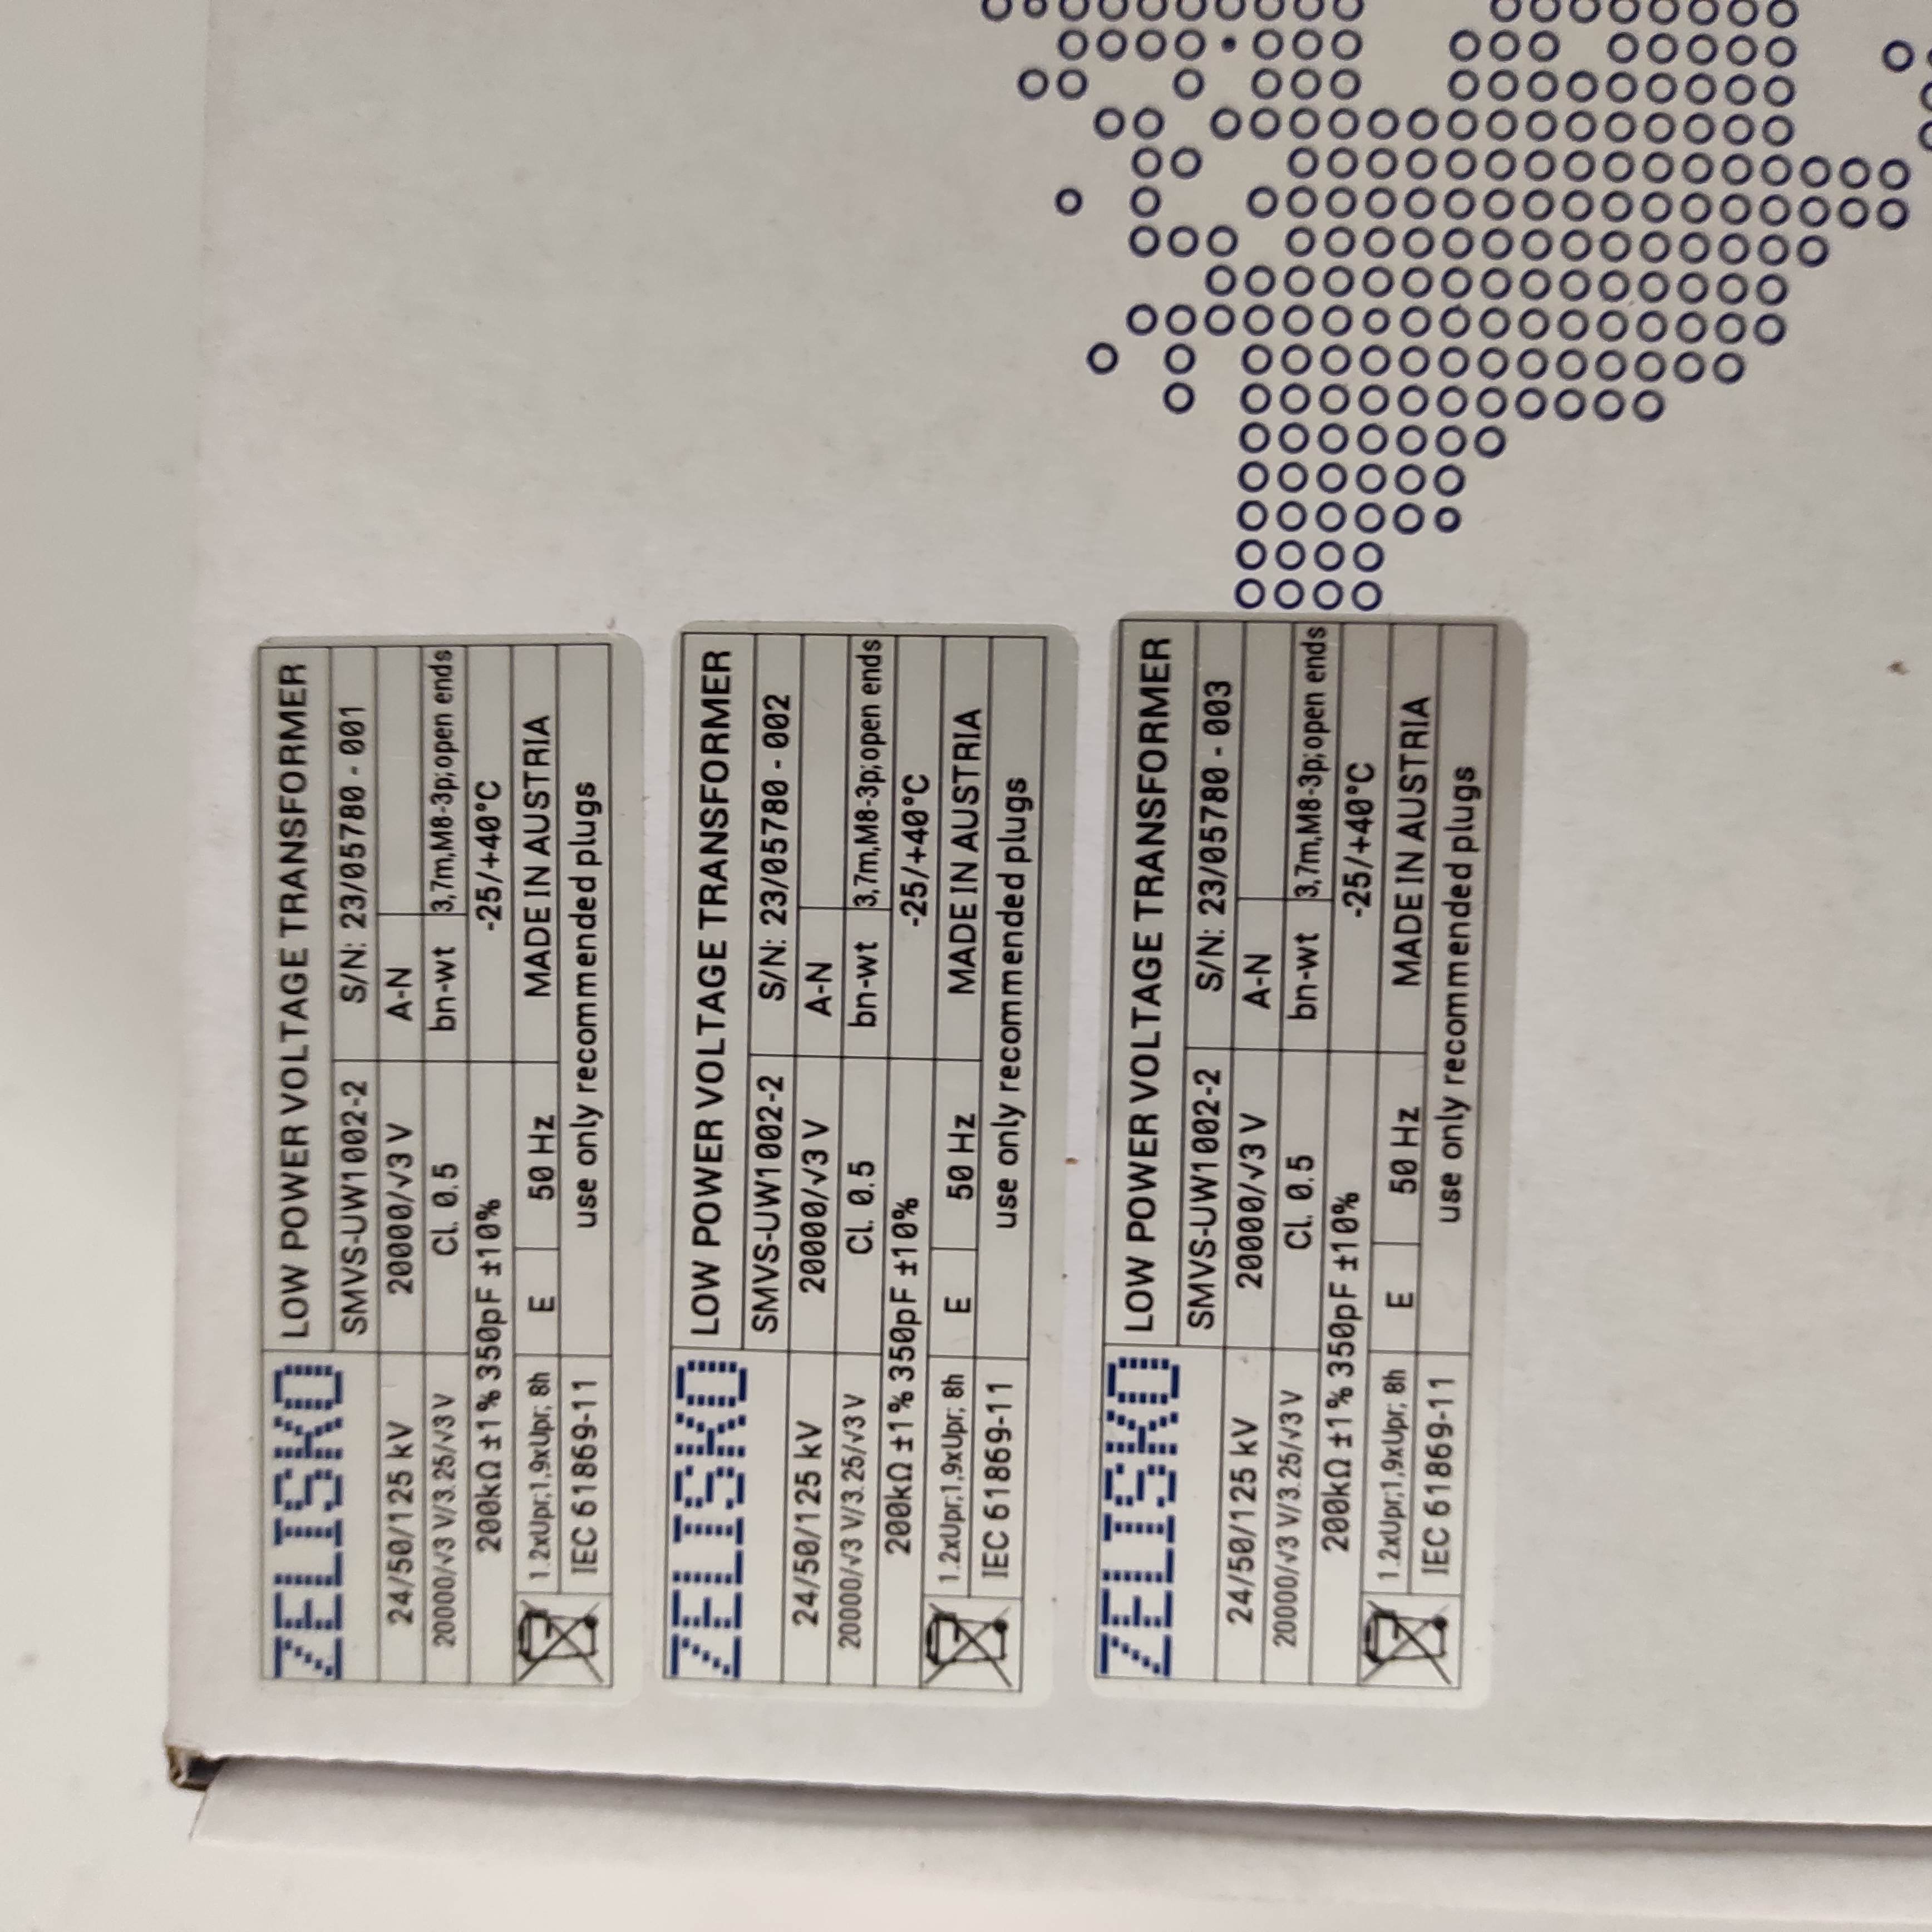 ZELISKO LOW POWER VOLTAGE TRANSFORMER
SMVS-UW1002-2 S/N: 23/05780 - 001
24/50/125 kV 20000/√3 V A-N
20000/√3 V/3.25/√3 V Cl. 0.5 bn-wt 3,7m,M8-3p;open ends
200kΩ ±1% 350pF ±10% -25/+40°C
1.2xUpr;1,9xUpr; 8h E 50 Hz MADE IN AUSTRIA
IEC 61869-11 use only recommended plugs
ZELISKO LOW POWER VOLTAGE TRANSFORMER
SMVS-UW1002-2 S/N: 23/05780 - 002
24/50/125 kV 20000/√3 V A-N
20000/√3 V/3.25/√3 V Cl. 0.5 bn-wt 3,7m,M8-3p;open ends
200kΩ ±1% 350pF ±10% -25/+40°C
1.2xUpr;1,9xUpr; 8h E 50 Hz MADE IN AUSTRIA
IEC 61869-11 use only recommended plugs
ZELISKO LOW POWER VOLTAGE TRANSFORMER
SMVS-UW1002-2 S/N: 23/05780 - 003
24/50/125 kV 20000/√3 V A-N
20000/√3 V/3.25/√3 V Cl. 0.5 bn-wt 3,7m,M8-3p;open ends
200kΩ ±1% 350pF ±10% -25/+40°C
1.2xUpr;1,9xUpr; 8h E 50 Hz MADE IN AUSTRIA
IEC 61869-11 use only recommended plugs